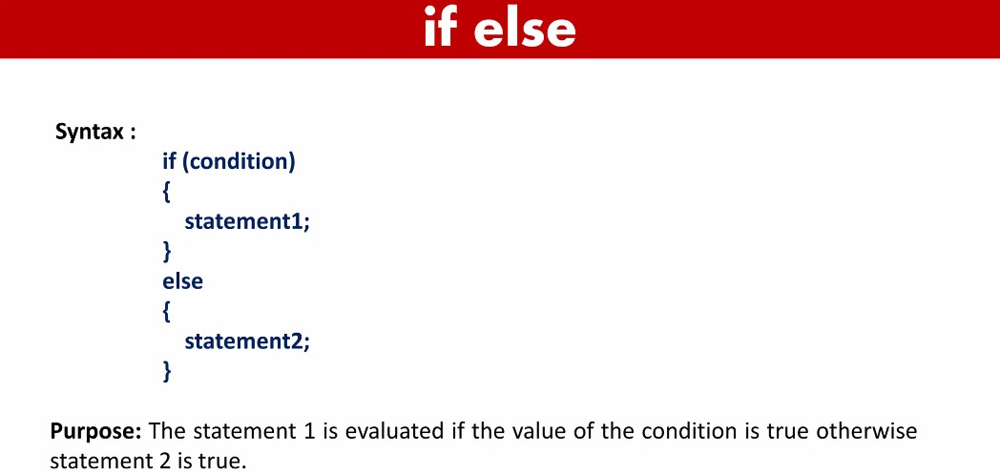 if else
Syntax :
if (condition)
{
statement1;
}
else
{
statement2;
}
Purpose: The statement 1 is evaluated if the value of the condition is true otherwise
statement 2 is true.